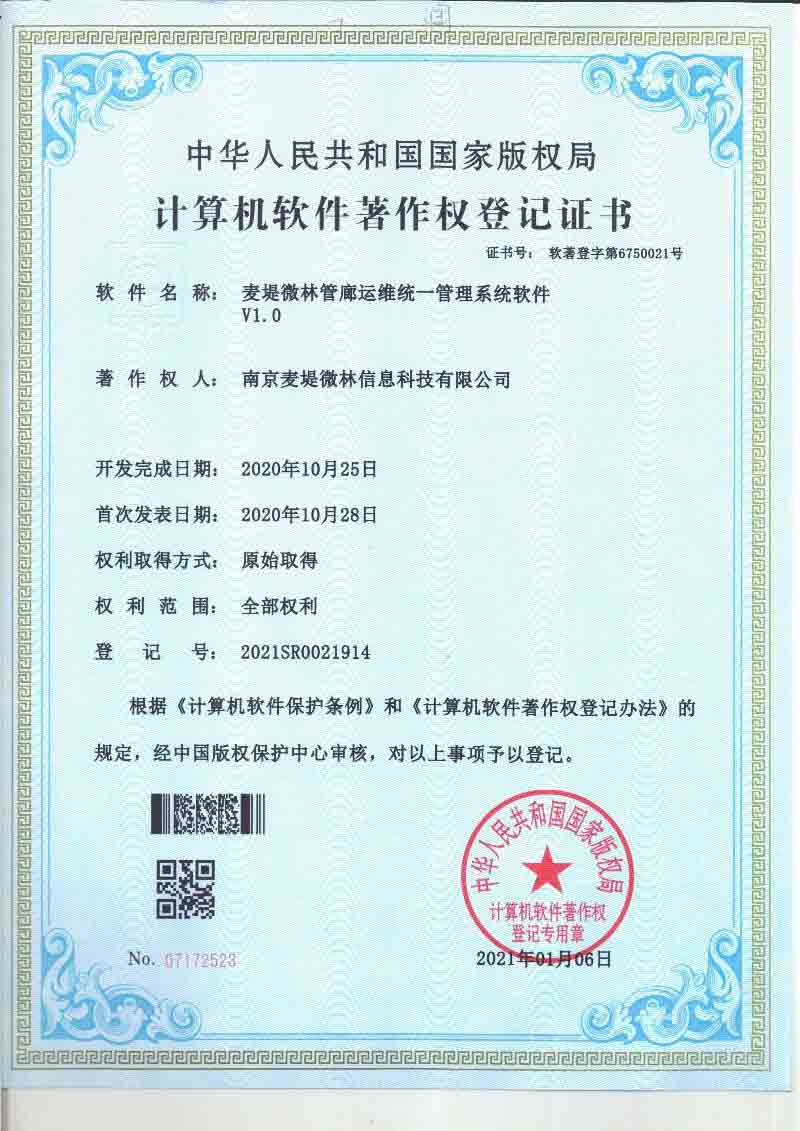 中华人民共和国国家版权局
计算机软件著作权登记证书
证书号： 软著登字第6750021号
软件名称： 麦堤微林管廊运维统一管理系统软件
V1.0
著作权人： 南京麦堤微林信息科技有限公司
开发完成日期： 2020年10月25日
首次发表日期： 2020年10月28日
权利取得方式： 原始取得
权利范围： 全部权利
登记号： 2021SR0021914
根据《计算机软件保护条例》和《计算机软件著作权登记办法》的
规定，经中国版权保护中心审核，对以上事项予以登记。
中华人民共和国国家版权局
计算机软件著作权
登记专用章
No. 07172523
2021年01月06日